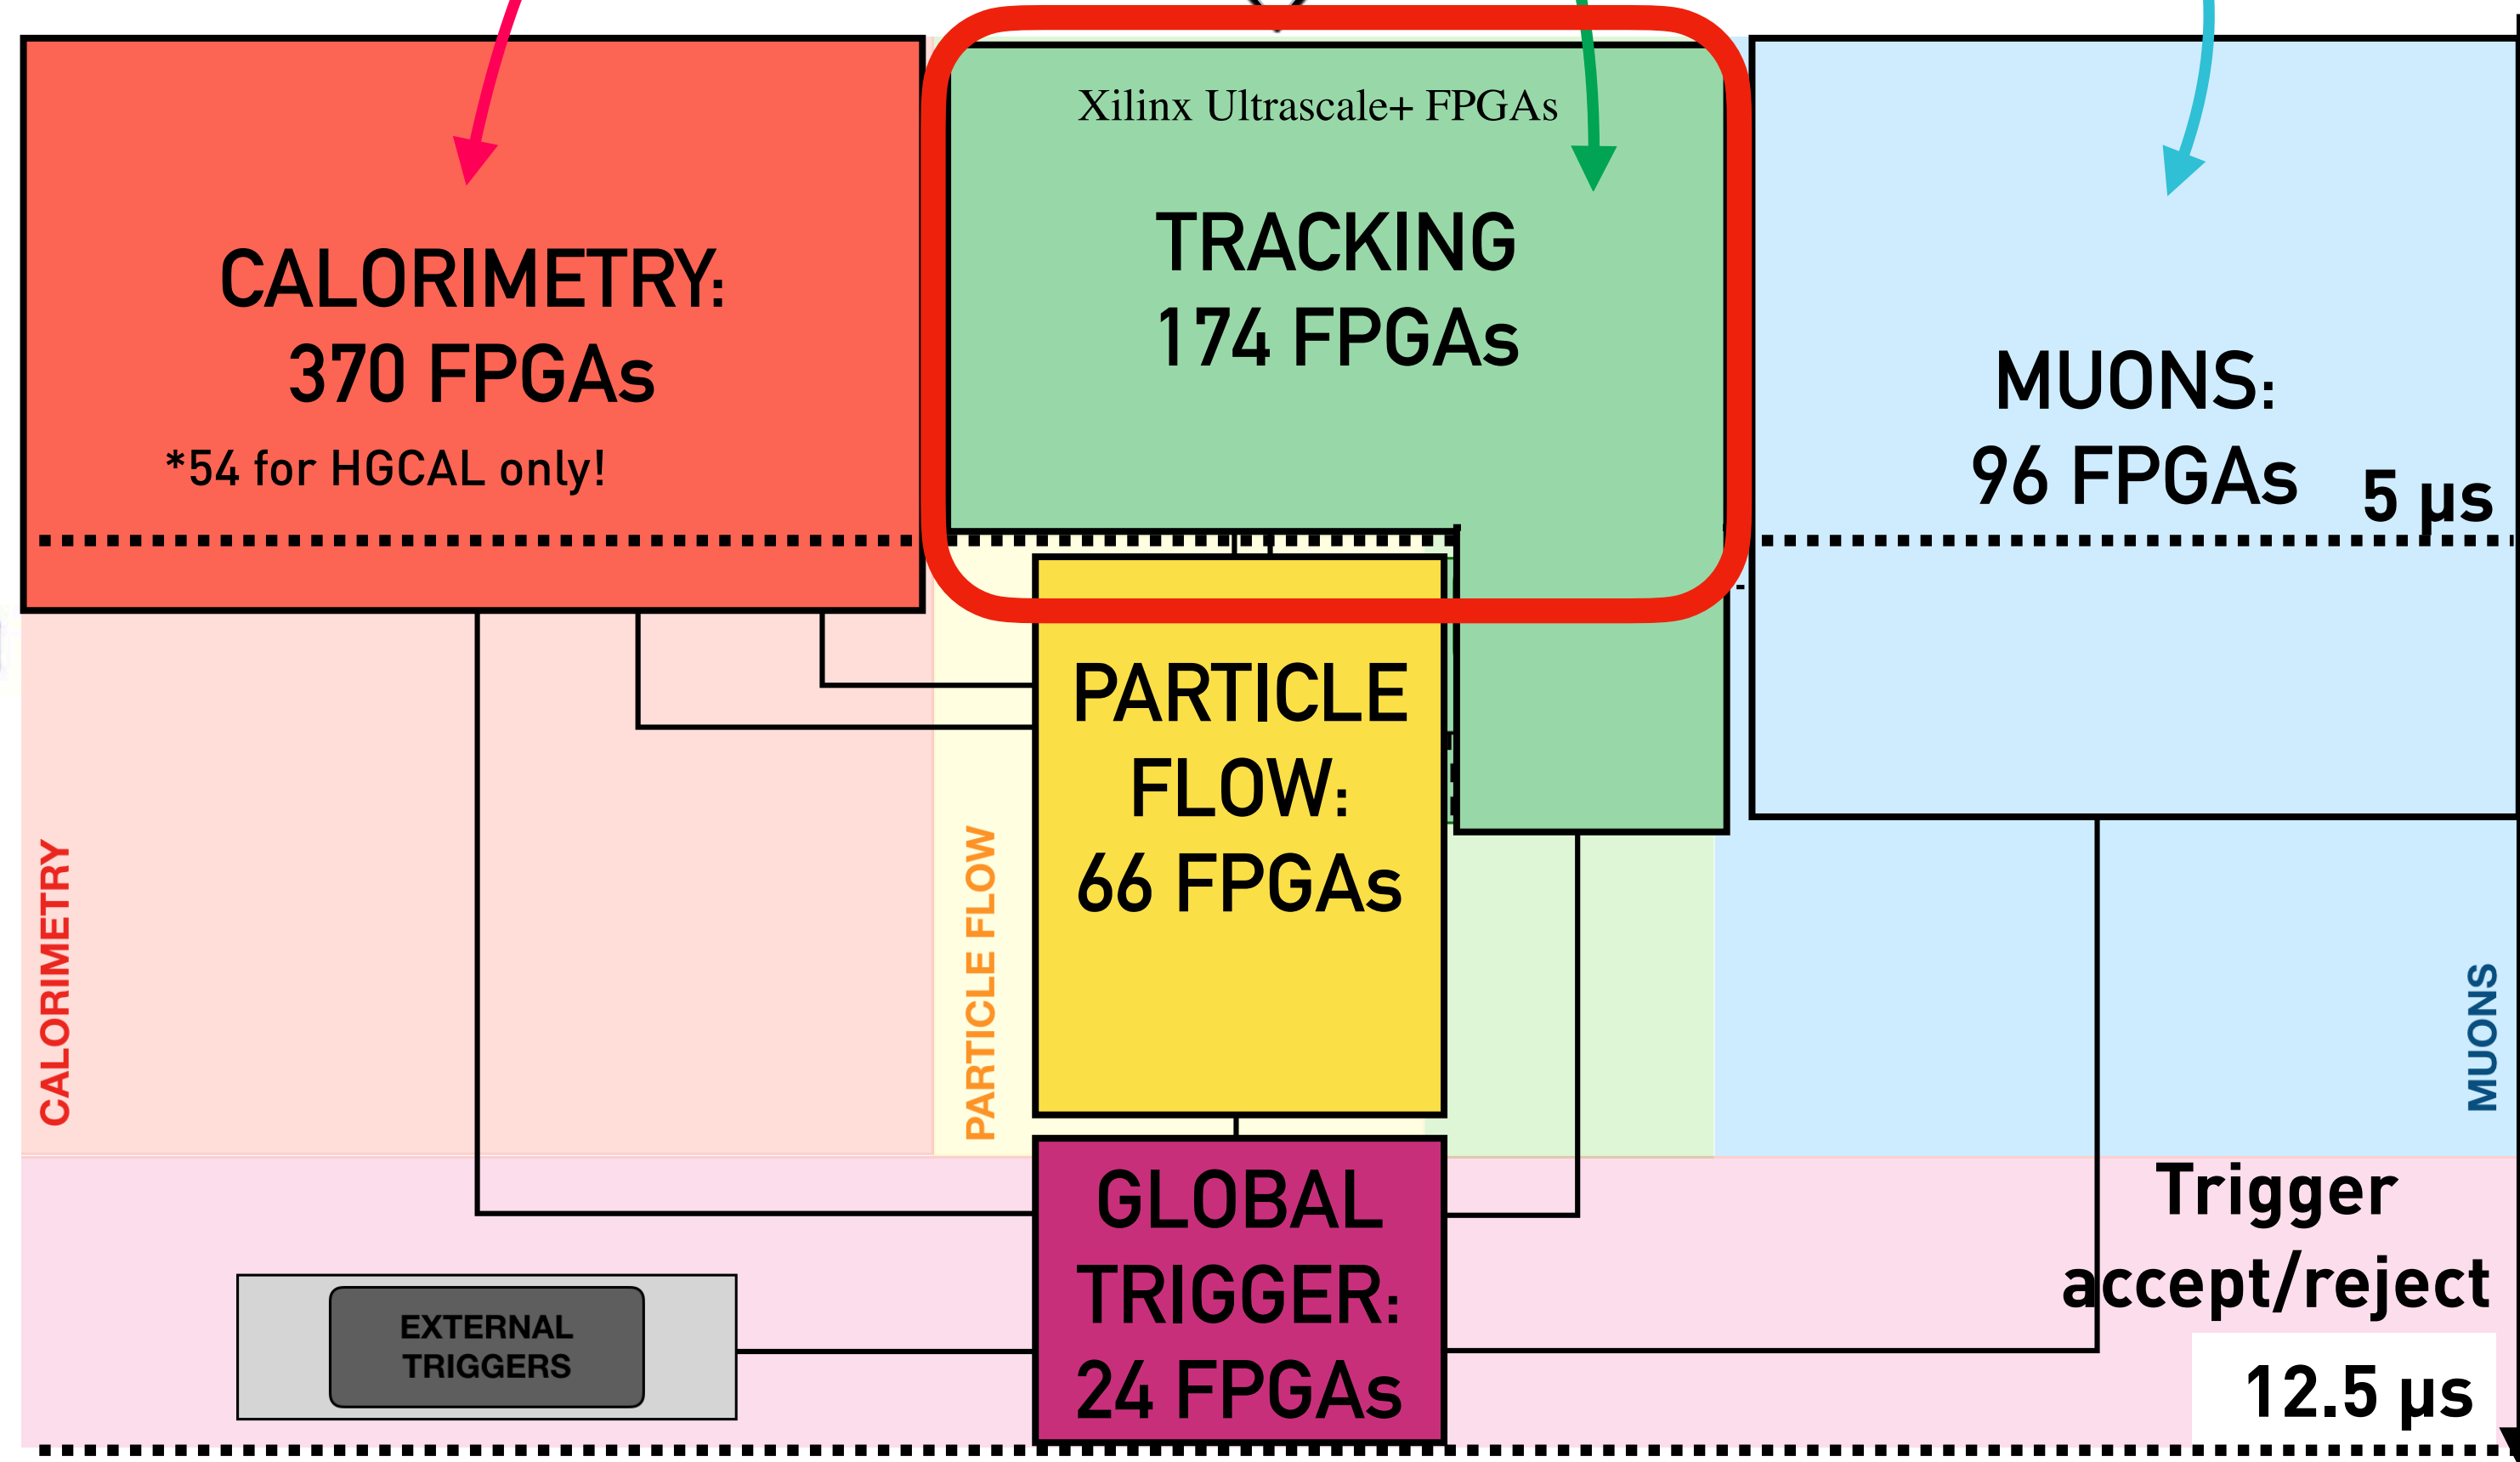 Xilinx Ultrascale+ FPGAs
CALORIMETRY:
370 FPGAs
*54 for HGCAL only!
TRACKING
174 FPGAs
MUONS:
96 FPGAs
5 µs
PARTICLE
FLOW:
66 FPGAs
CALORIMETRY
PARTICLE FLOW
MUONS
GLOBAL
TRIGGER:
24 FPGAs
EXTERNAL
TRIGGERS
Trigger
accept/reject
12.5 µs